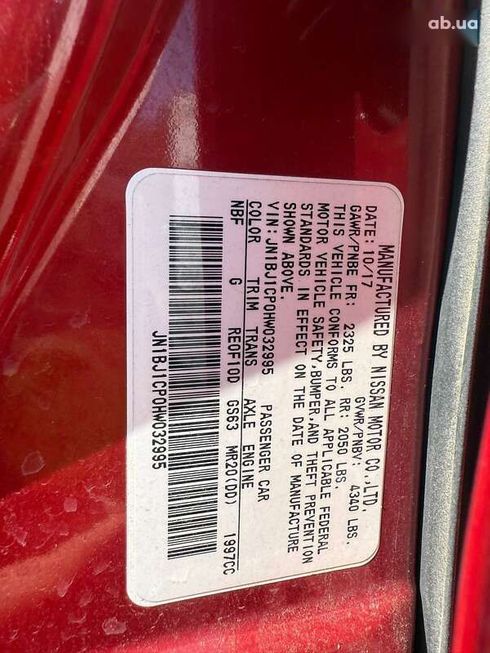 ab.ua
MANUFACTURED BY NISSAN MOTOR CO.,LTD.
DATE: 10/17 GVWR/PNBV: 4340 LBS.
GAWR/PNBE FR: 2325 LBS. RR: 2050 LBS.
THIS VEHICLE CONFORMS TO ALL APPLICABLE FEDERAL
MOTOR VEHICLE SAFETY,BUMPER,AND THEFT PREVENTION
STANDARDS IN EFFECT ON THE DATE OF MANUFACTURE
SHOWN ABOVE.
VIN: JN1BJ1CP0HW032995 PASSENGER CAR
COLOR TRIM TRANS AXLE ENGINE
NBF G RE0F10D GS63 MR20(DD) 1997CC
JN1BJ1CP0HW032995